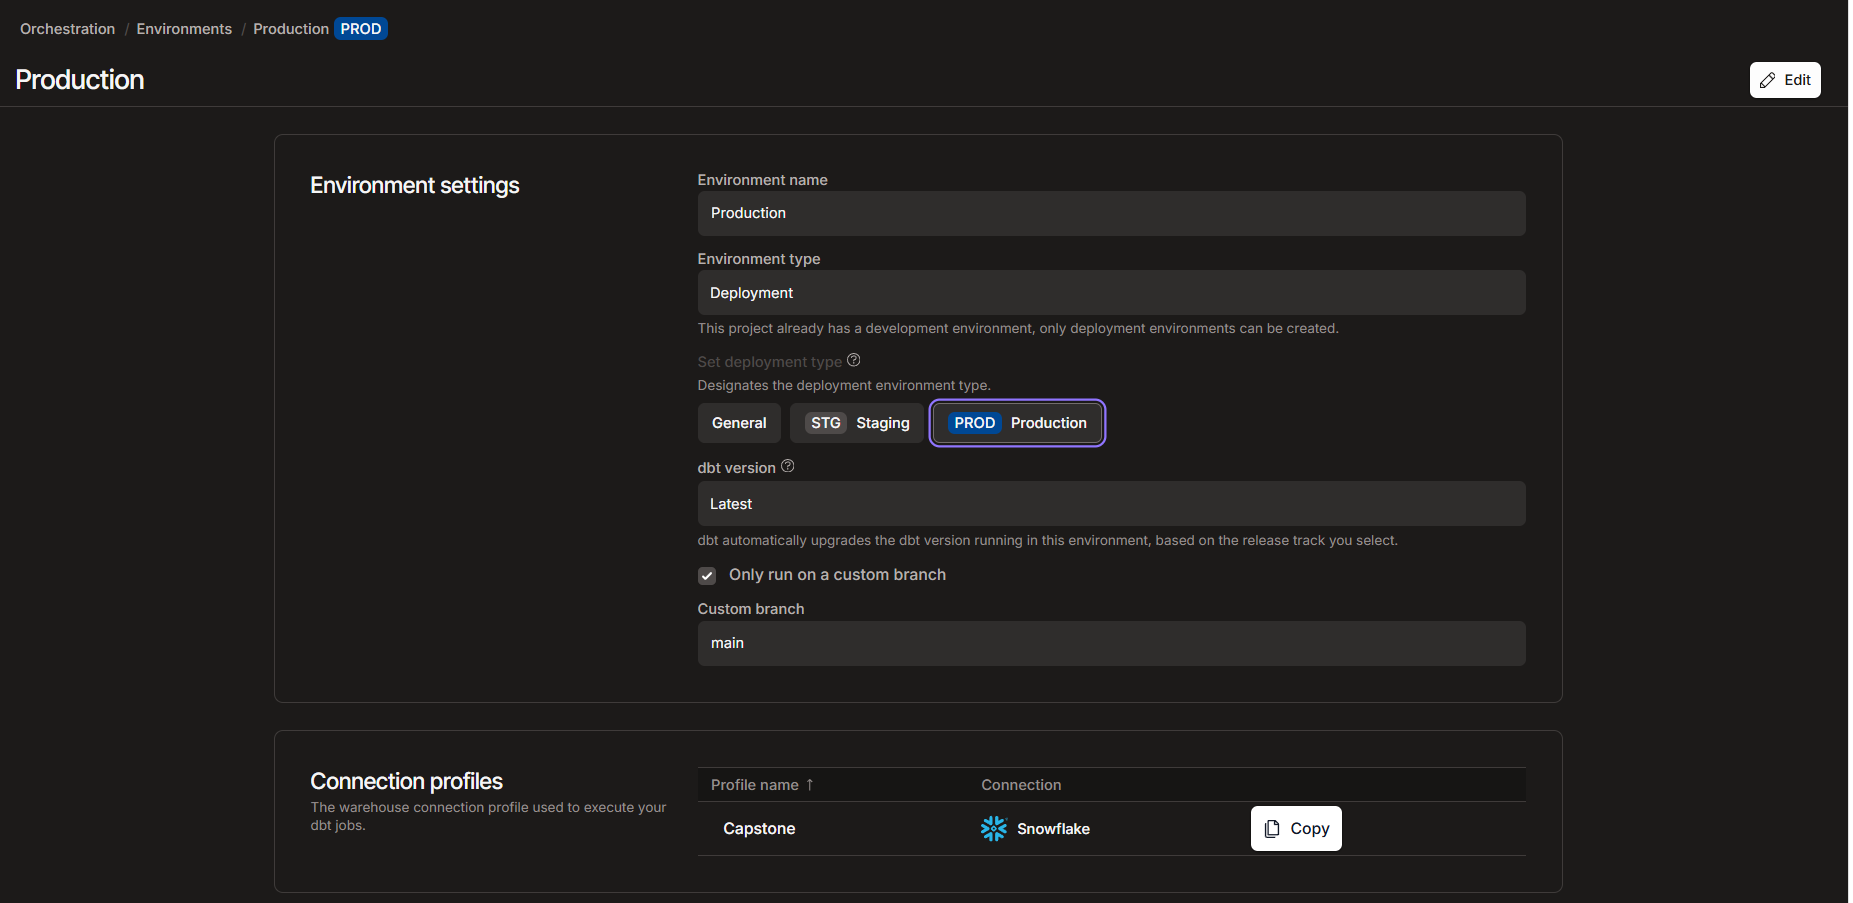 Orchestration / Environments / Production PROD
Production
Edit
Environment settings
Environment name
Production
Environment type
Deployment
This project already has a development environment, only deployment environments can be created.
Set deployment type
Designates the deployment environment type.
General STG Staging PROD Production
dbt version
Latest
dbt automatically upgrades the dbt version running in this environment, based on the release track you select.
Only run on a custom branch
Custom branch
main
Connection profiles
The warehouse connection profile used to execute your
dbt jobs.
Profile name ↑ Connection
Capstone Snowflake Copy